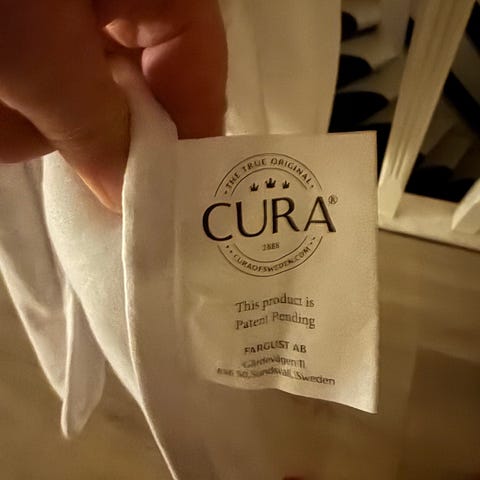 • THE TRUE ORIGINAL •
CURA®
1888
• CURAOFSWEDEN.COM •
This product is
Patent Pending
FARGUST AB
Gärdevägen 11
856 50, Sundsvall, Sweden